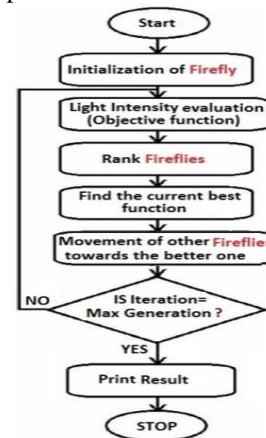 Start
Initialization of Firefly
Light Intensity evaluation
(Objective function)
Rank Fireflies
Find the current best
function
Movement of other Fireflies
towards the better one
IS Iteration=
Max Generation ?
NO
YES
Print Result
STOP